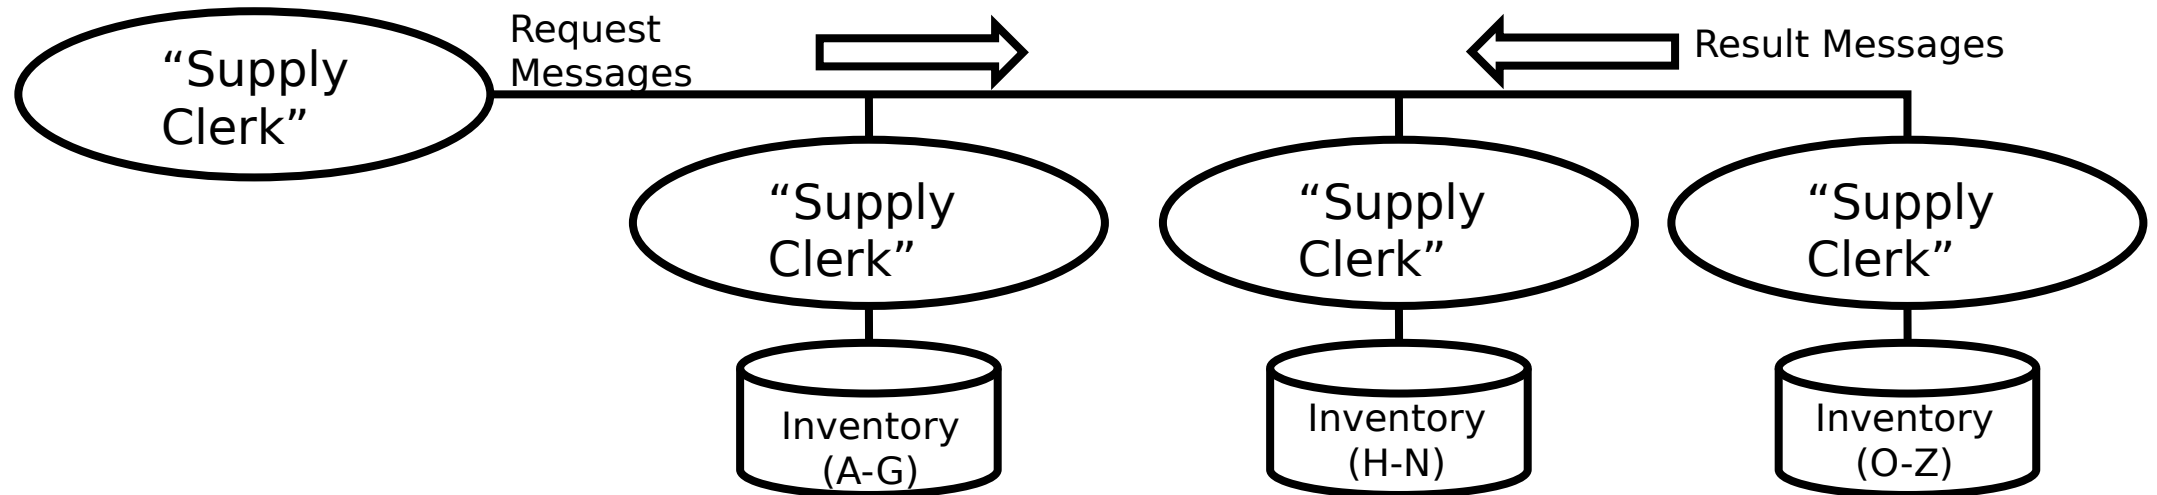 “Supply
Clerk”
Request
Messages
Result Messages
“Supply
Clerk”
“Supply
Clerk”
“Supply
Clerk”
Inventory
(A-G)
Inventory
(H-N)
Inventory
(O-Z)